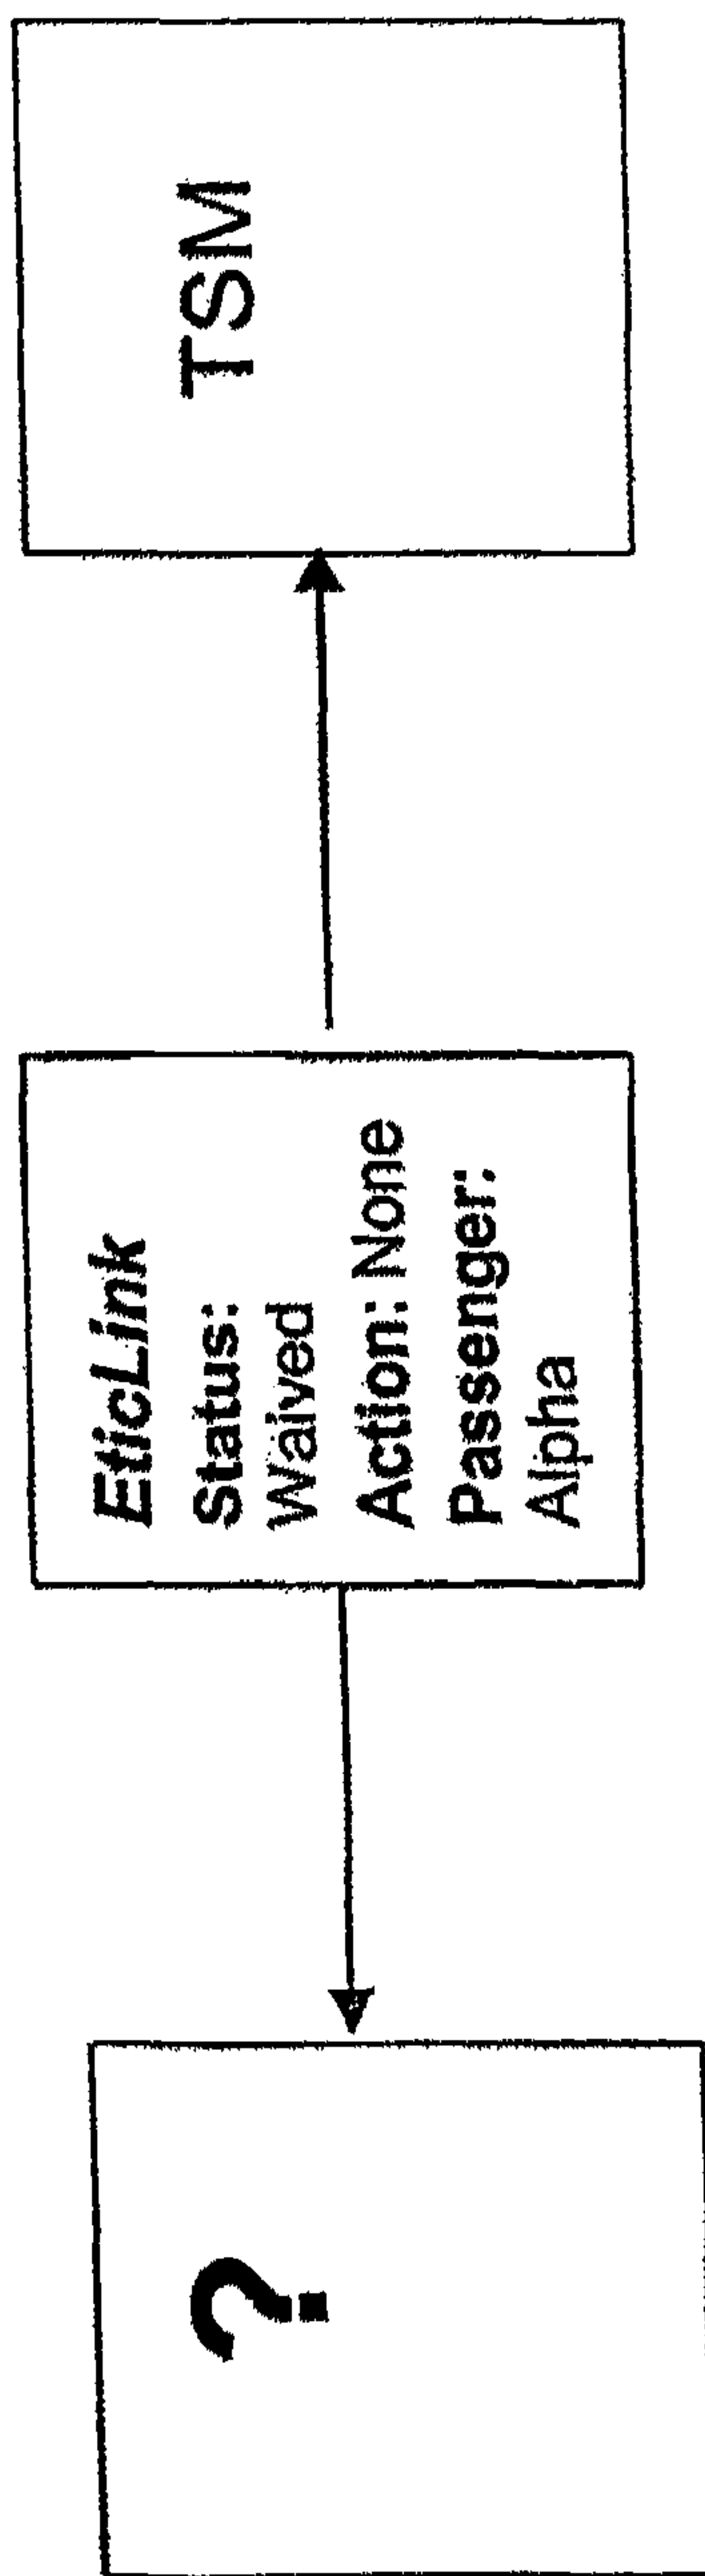 ?
EticLink
Status:
Waived
Action: None
Passenger:
Alpha
TSM